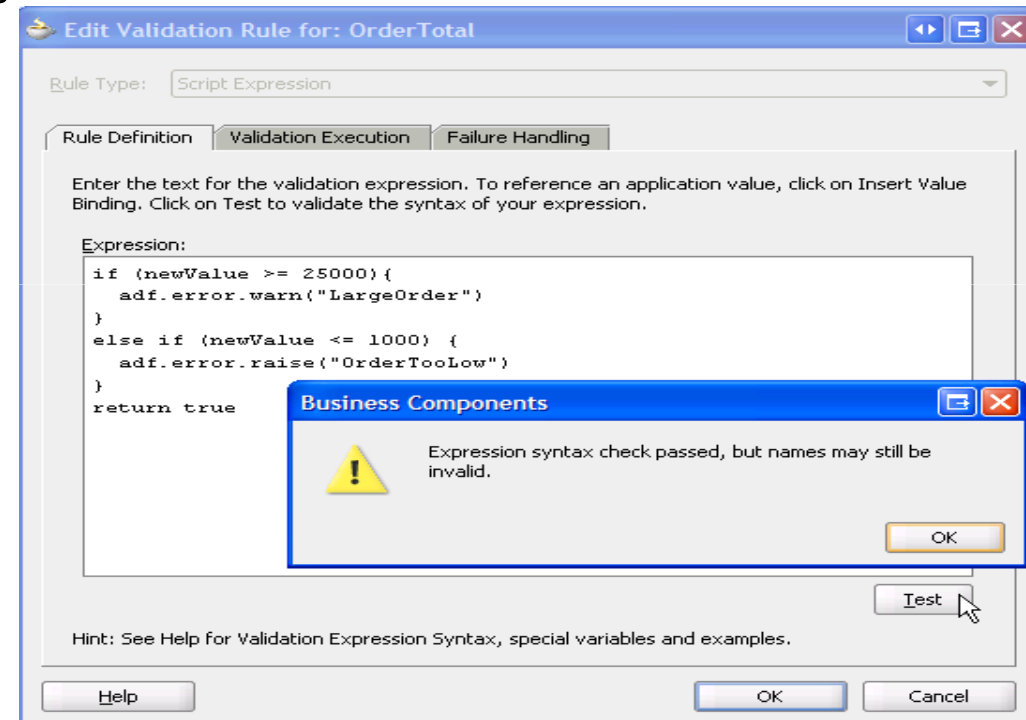 Edit Validation Rule for: OrderTotal
Rule Type: Script Expression
Rule Definition Validation Execution Failure Handling
Enter the text for the validation expression. To reference an application value, click on Insert Value
Binding. Click on Test to validate the syntax of your expression.
Expression:
if (newValue >= 25000){
  adf.error.warn("LargeOrder")
}
else if (newValue <= 1000) {
  adf.error.raise("OrderTooLow")
}
return true
Business Components
Expression syntax check passed, but names may still be
invalid.
OK
Test
Hint: See Help for Validation Expression Syntax, special variables and examples.
Help OK Cancel